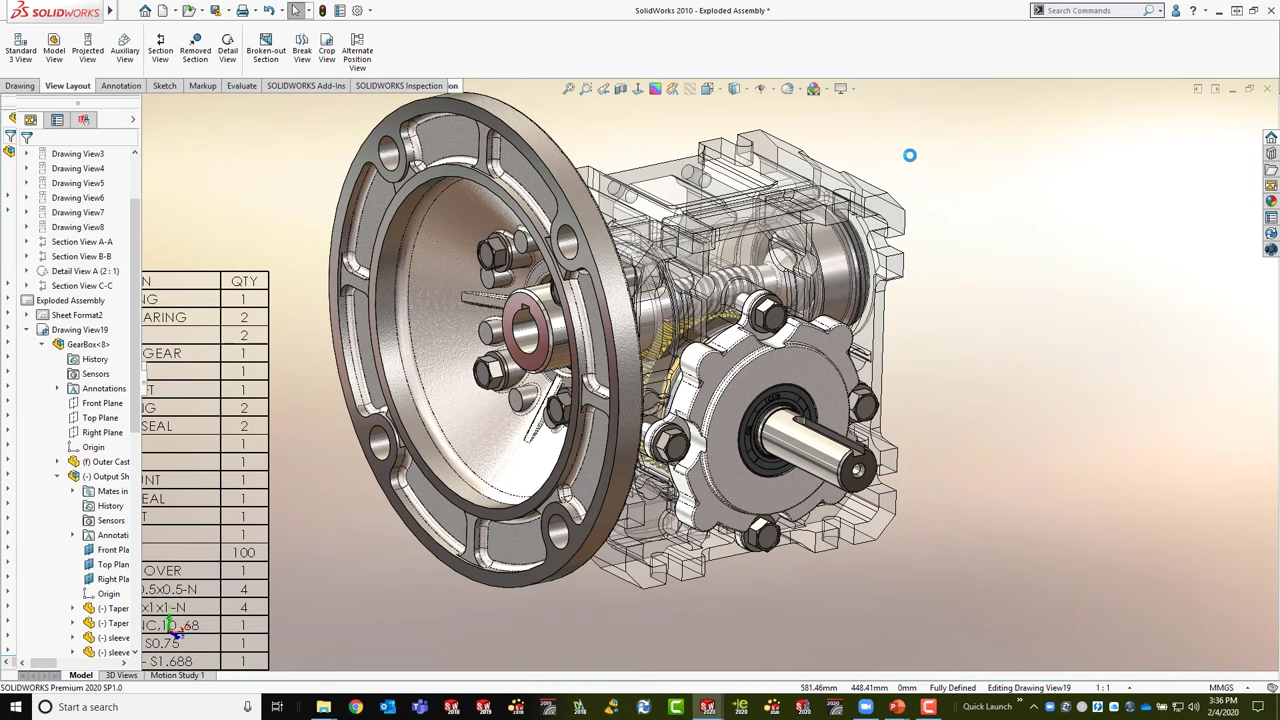 SOLIDWORKS
SolidWorks 2010 - Exploded Assembly *
Search Commands
Standard 3 View
Model View
Projected View
Auxiliary View
Section View
Removed Section
Detail View
Broken-out Section
Break View
Crop View
Alternate Position View
Drawing
View Layout
Annotation
Sketch
Markup
Evaluate
SOLIDWORKS Add-Ins
SOLIDWORKS Inspection
on
Drawing View3
Drawing View4
Drawing View5
Drawing View6
Drawing View7
Drawing View8
Section View A-A
Section View B-B
Detail View A (2 : 1)
Section View C-C
Exploded Assembly
Sheet Format2
Drawing View19
GearBox<8>
History
Sensors
Annotations
Front Plane
Top Plane
Right Plane
Origin
(f) Outer Cast
(-) Output Sh
Mates in
History
Sensors
Annotati
Front Pla
Top Plan
Right Pla
Origin
(-) Taper
(-) Taper
(-) sleeve
(-) sleeve
N QTY
NG 1
ARING 2
2
GEAR 1
1
FT 1
NG 2
SEAL 2
1
1
UNT 1
EAL 1
T 1
1
100
OVER 1
0.5x0.5-N 4
x1x1-N 4
NC,10_68 1
S0.75 1
- S1.688 1
Model
3D Views
Motion Study 1
SOLIDWORKS Premium 2020 SP1.0
581.46mm
448.41mm
0mm
Fully Defined
Editing Drawing View19
1 : 1
MMGS
Start a search
Quick Launch
3:36 PM
2/4/2020